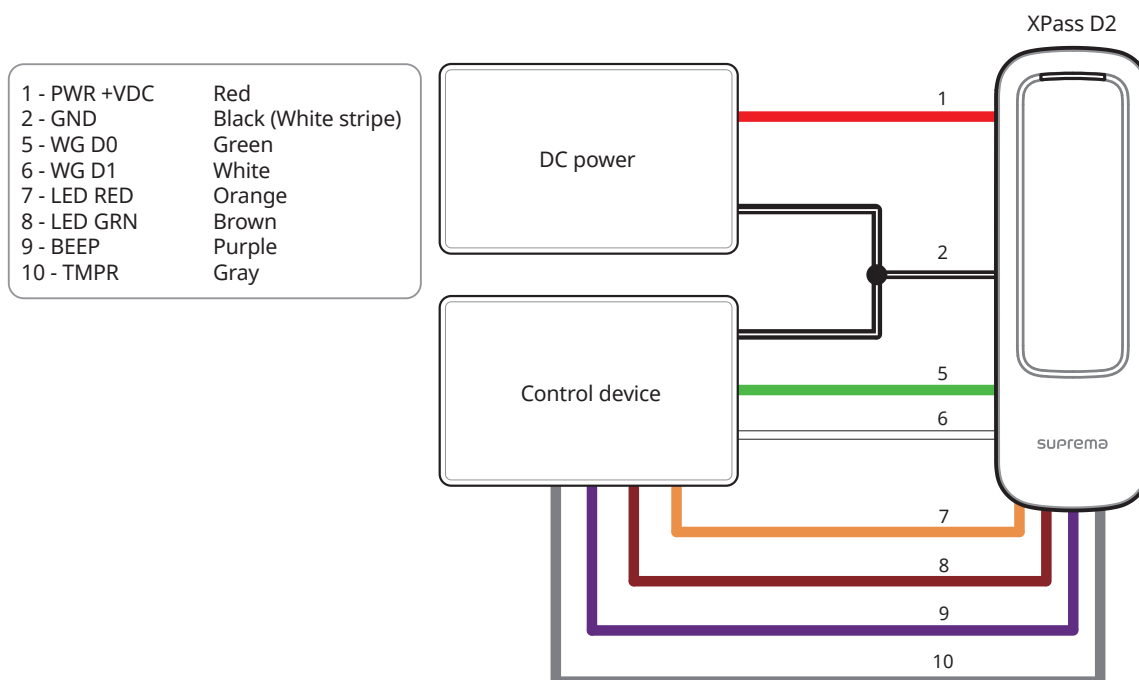 XPass D2
1 - PWR +VDC Red
2 - GND Black (White stripe)
5 - WG D0 Green
6 - WG D1 White
7 - LED RED Orange
8 - LED GRN Brown
9 - BEEP Purple
10 - TMPR Gray
DC power
1
2
Control device
5
6
suprema
7
8
9
10